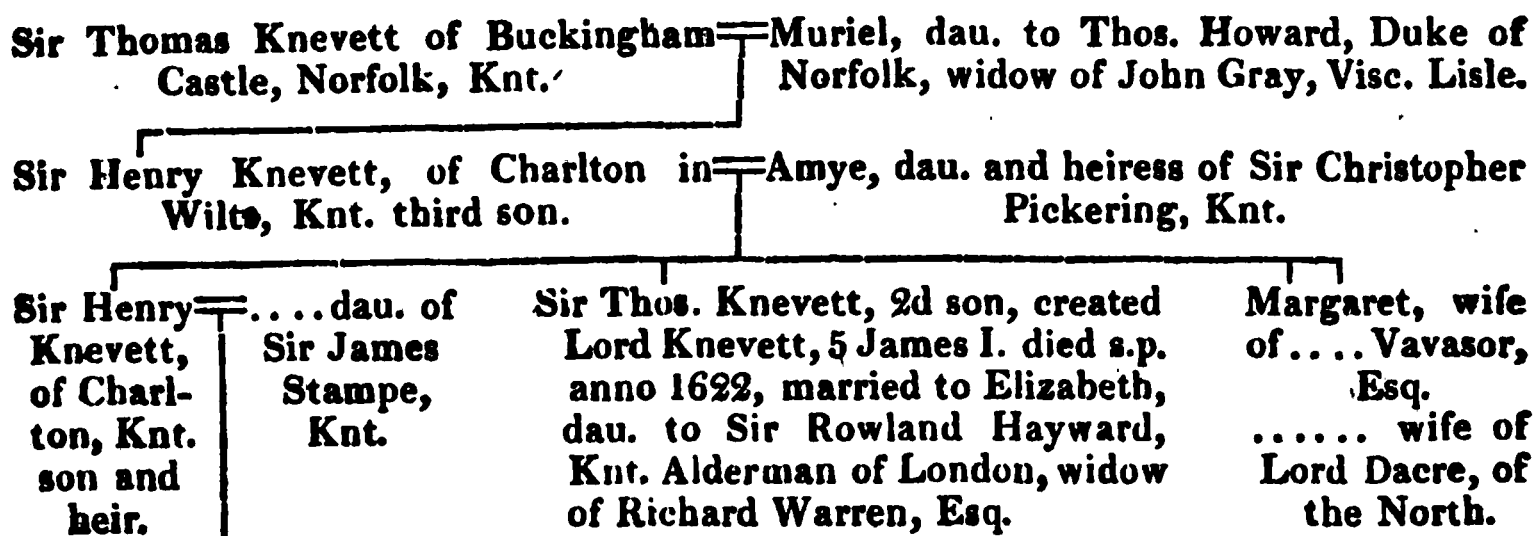 Sir Thomas Knevett of Buckingham
Castle, Norfolk, Knt.
Muriel, dau. to Thos. Howard, Duke of
Norfolk, widow of John Gray, Visc. Lisle.
Sir Henry Knevett, of Charlton in
Wilts, Knt. third son.
Amye, dau. and heiress of Sir Christopher
Pickering, Knt.
Sir Henry
Knevett,
of Charl-
ton, Knt.
son and
heir.
....dau. of
Sir James
Stampe,
Knt.
Sir Thos. Knevett, 2d son, created
Lord Knevett, 5 James I. died s.p.
anno 1622, married to Elizabeth,
dau. to Sir Rowland Hayward,
Knt. Alderman of London, widow
of Richard Warren, Esq.
Margaret, wife
of....Vavasor,
Esq.
...... wife of
Lord Dacre, of
the North.